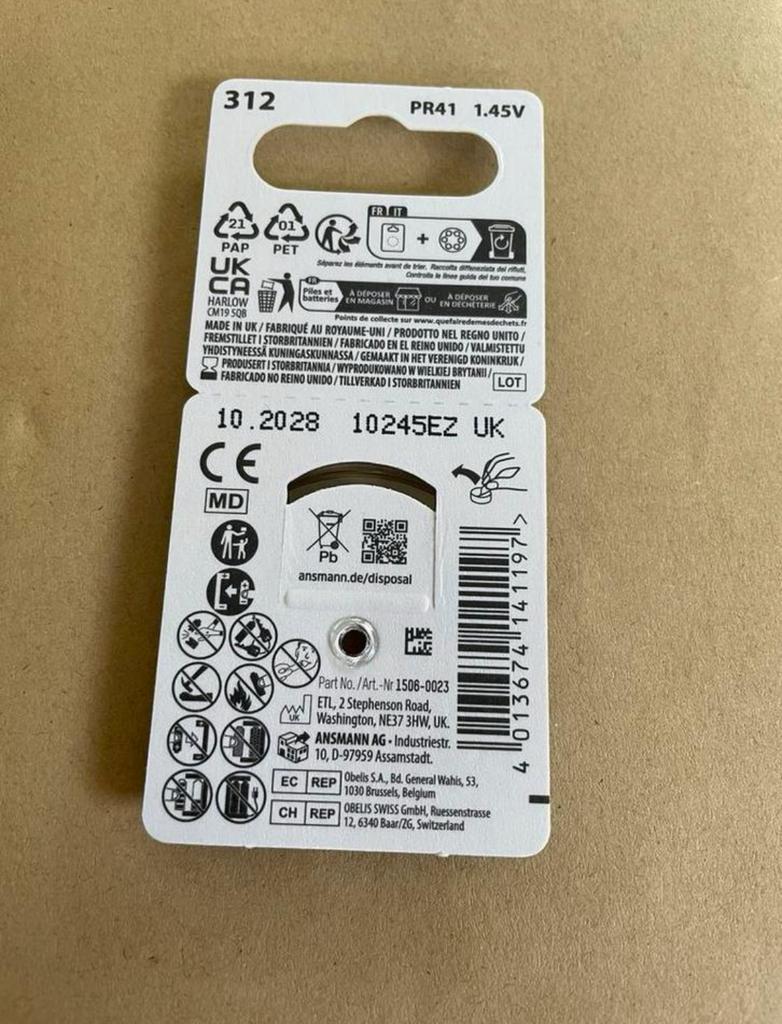 312 PR41 1.45V
FR IT
21 01
PAP PET
Séparez les éléments avant de trier. Raccolta differenziata dei rifiuti.
Controlla le linee guida del tuo comune
UK
CA
HARLOW
CM19 5QB
FR
Piles et
batteries
À DÉPOSER
EN MAGASIN
OU
À DÉPOSER
EN DÉCHÈTERIE
Points de collecte sur www.quefairedemesdechets.fr
MADE IN UK / FABRIQUÉ AU ROYAUME-UNI / PRODOTTO NEL REGNO UNITO /
FREMSTILLET I STORBRITANNIEN / FABRICADO EN EL REINO UNIDO / VALMISTETTU
YHDISTYNEESSÄ KUNINGASKUNNASSA / GEMAAKT IN HET VERENIGD KONINKRIJK /
PRODUSERT I STORBRITANNIA / WYPRODUKOWANO W WIELKIEJ BRYTANII /
FABRICADO NO REINO UNIDO / TILLVERKAD I STORBRITANNIEN LOT
10.2028 10245EZ UK
CE
MD
Pb
ansmann.de/disposal
Part No./Art.-Nr 1506-0023
UK
ETL, 2 Stephenson Road,
Washington, NE37 3HW, UK.
ANSMANN AG • Industriestr.
10, D-97959 Assamstadt.
EC REP Obelis S.A., Bd. General Wahis, 53,
1030 Brussels, Belgium
CH REP OBELIS SWISS GmbH, Ruessenstrasse
12, 6340 Baar/ZG, Switzerland
4 013674 141197 >